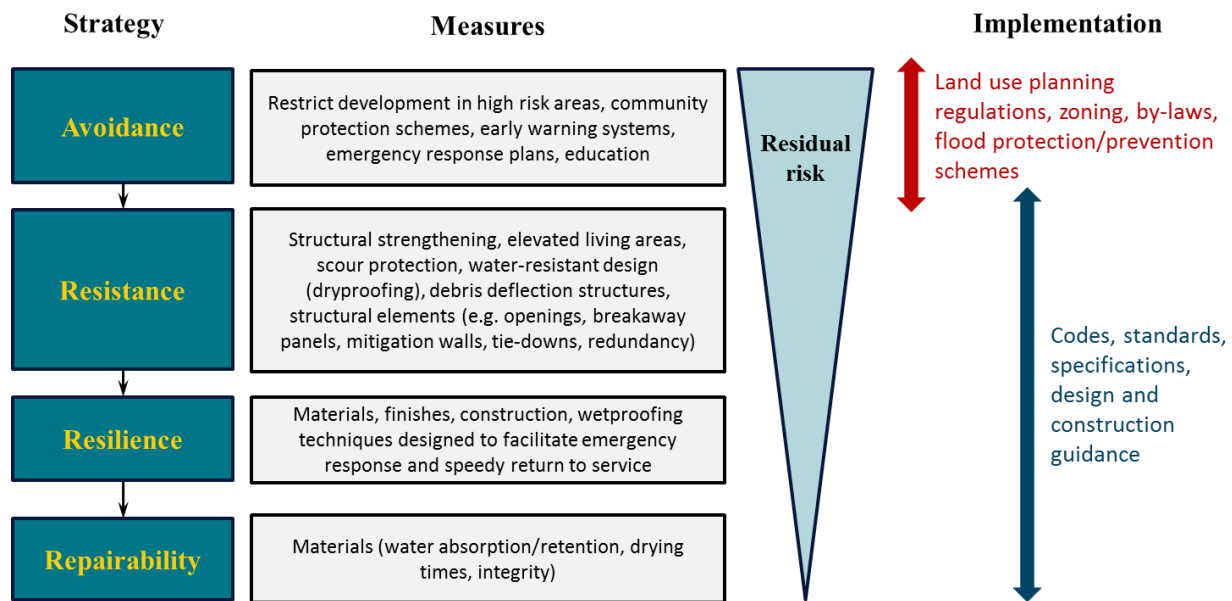 Strategy
Measures
Implementation
Avoidance
Restrict development in high risk areas, community
protection schemes, early warning systems,
emergency response plans, education
Residual
risk
Land use planning
regulations, zoning, by-laws,
flood protection/prevention
schemes
Resistance
Structural strengthening, elevated living areas,
scour protection, water-resistant design
(dryproofing), debris deflection structures,
structural elements (e.g. openings, breakaway
panels, mitigation walls, tie-downs, redundancy)
Codes, standards,
specifications,
design and
construction
guidance
Resilience
Materials, finishes, construction, wetproofing
techniques designed to facilitate emergency
response and speedy return to service
Repairability
Materials (water absorption/retention, drying
times, integrity)